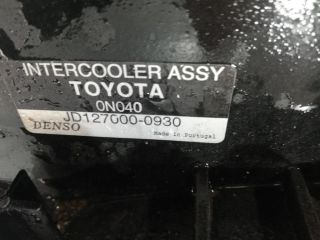 INTERCOOLER ASSY
TOYOTA
0N040
JD127000-0930
DENSO
Made in Portugal